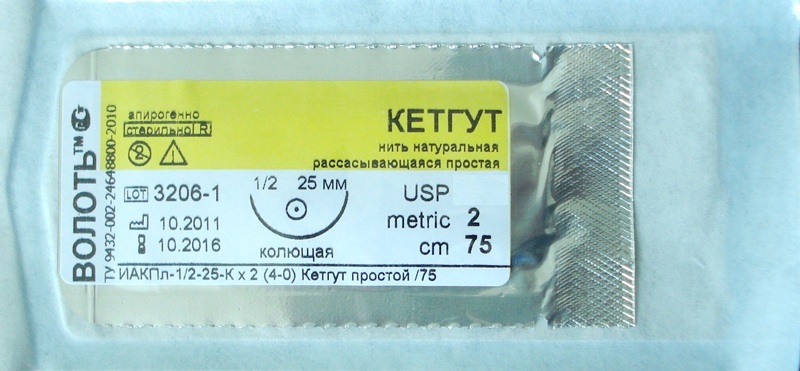 ВОЛОТЬ™
ТУ 9432-002-24648800-2010
апирогенно
стерильно R
КЕТГУТ
нить натуральная
рассасывающаяся простая
2
LOT 3206-1
10.2011
10.2016
1/2 25 мм
колющая
USP
metric 2
cm 75
ИАКПл-1/2-25-К х 2 (4-0) Кетгут простой /75